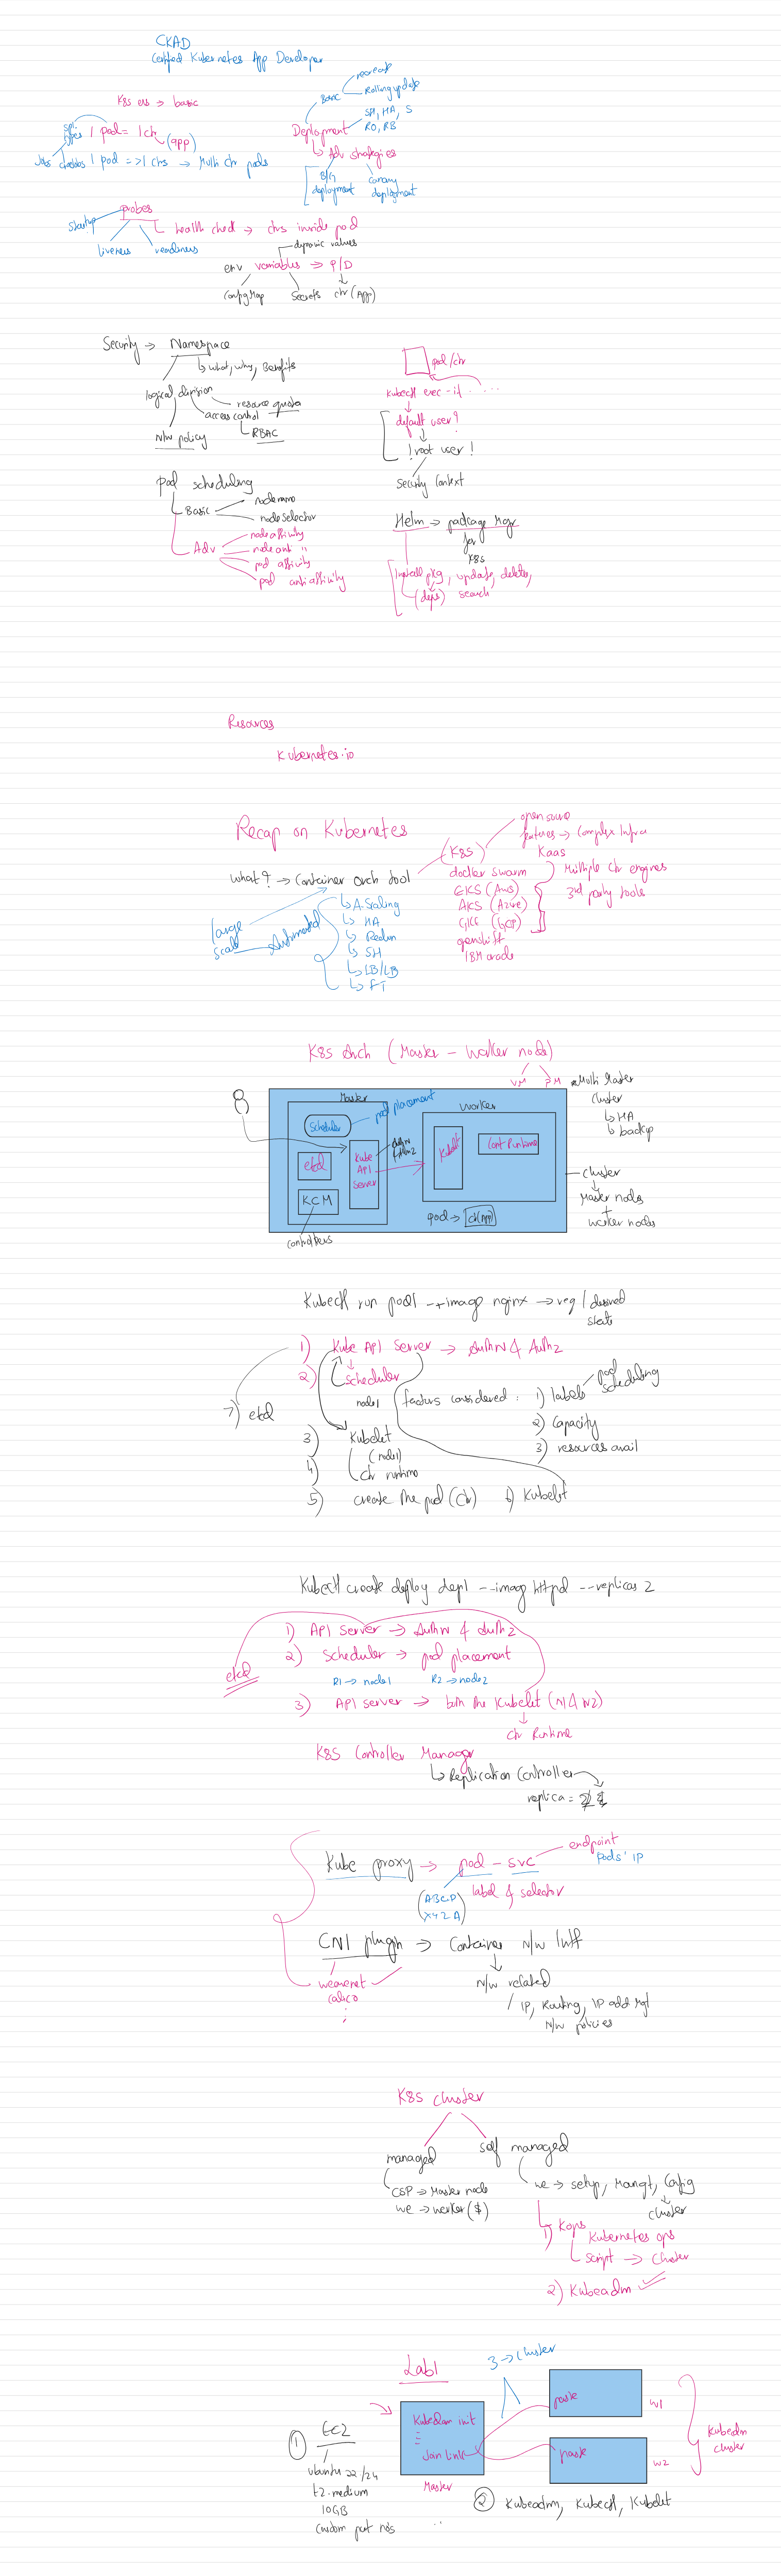 CKAD
Certified Kubernetes App Developer
K8s ess → basic
1 pod = 1 ctr
(app)
1 pod => 1 ctrs → Multi ctr pods
Basic
recreate
Rolling update
Deployment
SH, HA, S
RO, RB
↳ Adv strategies
B/G
deployment
Canary
deployment
probes
startup
liveness
readiness
health check → ctrs inside pod
dynamic values
env variables ⇒ P/D
ConfigMap
Secrets
ctr (App)
Security → Namespace
↳ what, why, Benefits
logical division
resource quota
access control
↳ RBAC
N/w policy
pod/ctr
kubectl exec -it . . . .
default user?
! root user !
Security Context
pod scheduling
Basic
nodename
nodeSelector
Adv
node affinity
node anti "
pod affinity
pod antiaffinity
Helm → package Mgr
for
K8s
install pkg, update, delete,
(deps) search
Resources
Kubernetes.io
Recap on Kubernetes
what? → Container orch tool
large
scale
Automated
↳ A.Scaling
↳ HA
↳ SH
↳ LB/LB
↳ FT
(K8S)
docker swarm
EKS (AWS)
AKS (Azure)
GKE (GCP)
openshift
IBM oracle
open source
features → Complex Infra
Kaas
Multiple Ctr engines
3rd party tools
K8S Arch (Master - Worker node)
VM PM
Multi Master
cluster
↳ HA
↳ backup
Master
Scheduler
pod placement
etcd
Kube
API
Server
KCM
controllers
Worker
Kubelet
Cont Runtime
pod → ctr(App)
cluster
Master nodes
+
worker nodes
Kubectl run pod1 --image nginx → req / desired
state
1) Kube API Server → AuthN & AuthZ
2) Scheduler
node1
factors considered : 1) labels
pod
scheduling
2) Capacity
3) resources avail
7) etcd
3) Kubelet
(node1)
4) Ctr runtime
5) create the pod (Ctr)
6) Kubelet
Kubectl create deploy dep1 --image httpd --replicas 2
1) API Server → AuthN & AuthZ
2) Scheduler → pod placement
R1 → node1 R2 → node2
etcd
3) API server → both the Kubelet (N1 & N2)
Ctr Runtime
K8S Controller Manager
↳ Replication Controller
replica =
Kube proxy → pod - svc
endpoint
Pods' IP
label & selector
CNI plugin → Container N/w Intf
weavenet
calico
N/w related
IP, Routing, IP add Mgt
N/w policies
K8S cluster
managed
self managed
CSP → Master node
we → worker ($)
we → setup, Mangt, Config
cluster
1) Kops
Kubernetes ops
script → Cluster
2) Kubeadm
Lab1
3 → Cluster
Kubeadm init
Join link
Master
paste
w1
paste
w2
Kubeadm
cluster
1 EC2
ubuntu 22/24
t2.medium
10GB
Custom port nos
2 Kubeadm, Kubectl, Kubelet